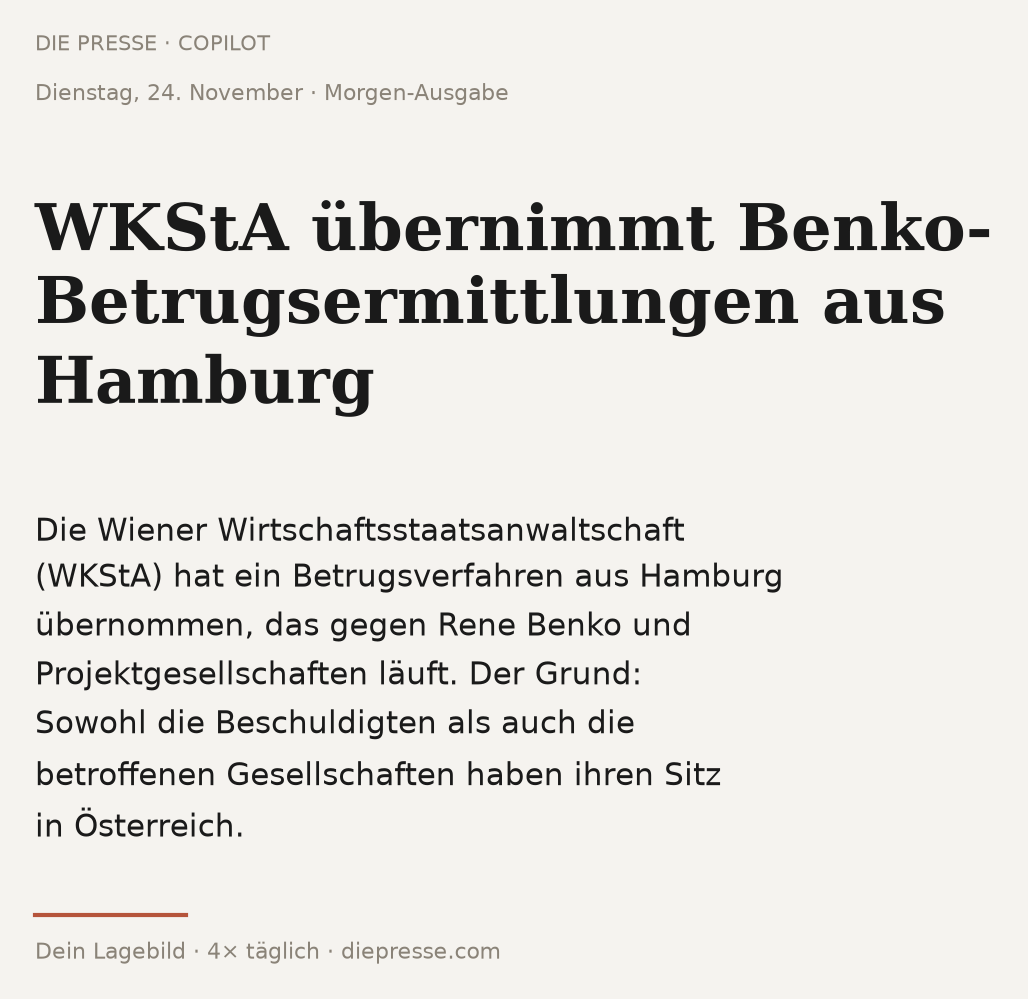 DIE PRESSE · COPILOT
Dienstag, 24. November · Morgen-Ausgabe
WKStA übernimmt Benko-
Betrugsermittlungen aus
Hamburg
Die Wiener Wirtschaftsstaatsanwaltschaft
(WKStA) hat ein Betrugsverfahren aus Hamburg
übernommen, das gegen Rene Benko und
Projektgesellschaften läuft. Der Grund:
Sowohl die Beschuldigten als auch die
betroffenen Gesellschaften haben ihren Sitz
in Österreich.
Dein Lagebild · 4× täglich · diepresse.com